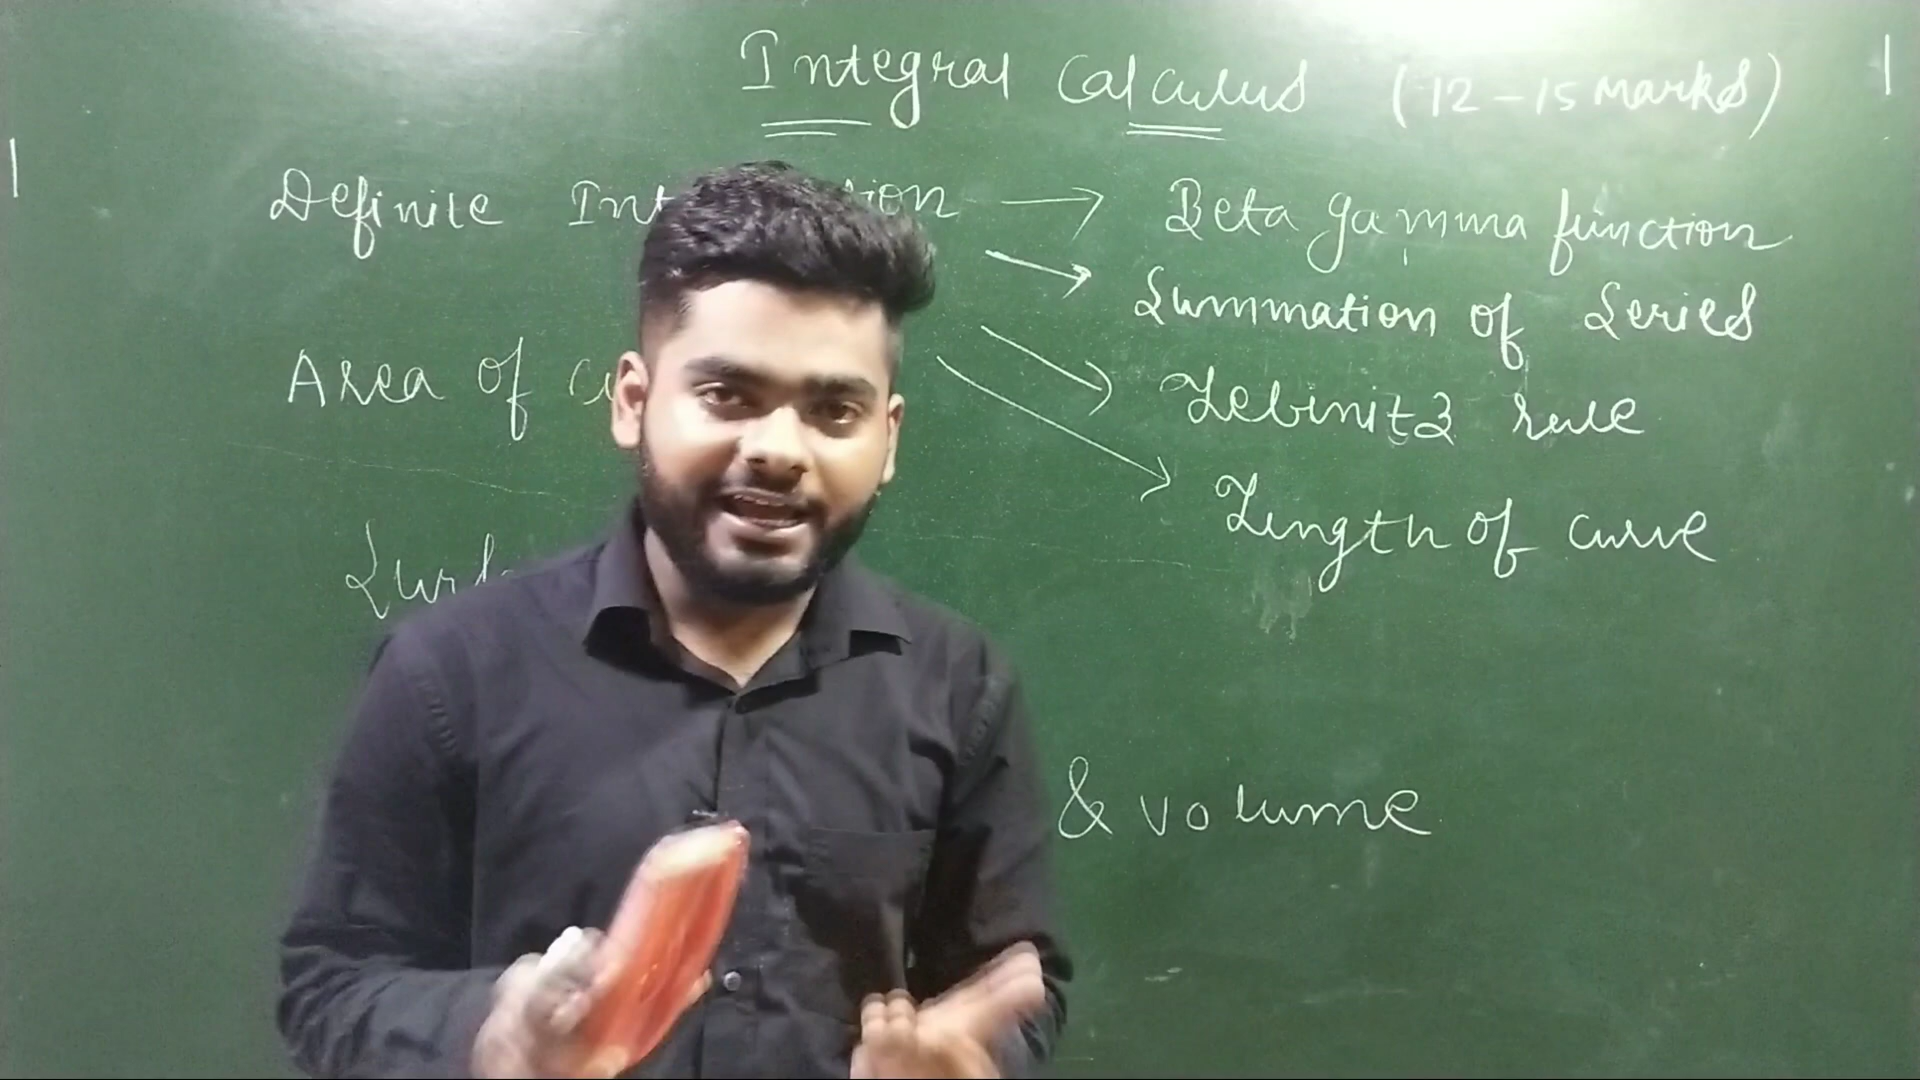 Integral Calculus (12-15 Marks)
Definite → Beta gamma function
→ Summation of Series
Area of → Lebinitz rule
→ Length of curve
& volume